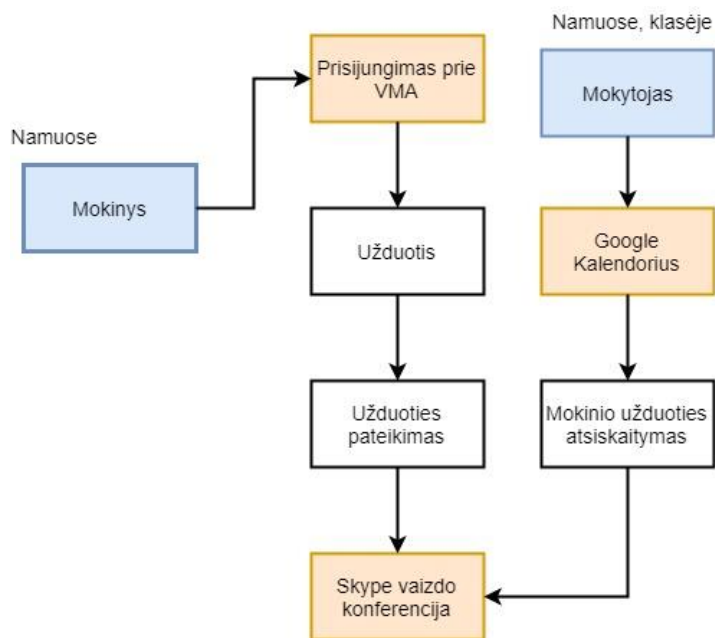 Namuose, klasėje
Prisijungimas prie
VMA
Mokytojas
Namuose
Mokinys
Užduotis
Google
Kalendorius
Užduoties
pateikimas
Mokinio užduoties
atsiskaitymas
Skype vaizdo
konferencija